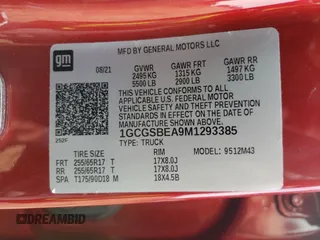 gm
MFD BY GENERAL MOTORS LLC
08/21 GVWR GAWR FRT GAWR RR
2495 KG 1315 KG 1497 KG
5500 LB 2900 LB 3300 LB
THIS VEHICLE CONFORMS TO ALL
APPLICABLE U.S. FEDERAL MOTOR
VEHICLE SAFETY AND THEFT PREVENTION
STANDARDS IN EFFECT ON THE DATE OF
MANUFACTURE SHOWN ABOVE.
1GCGSBEA9M1293385
TYPE: TRUCK
TIRE SIZE RIM MODEL: 9512M43
FRT 255/65R17 T 17X8.0J
RR 255/65R17 T 17X8.0J
SPA T175/90D18 M 18X4.5B
DREAMBID